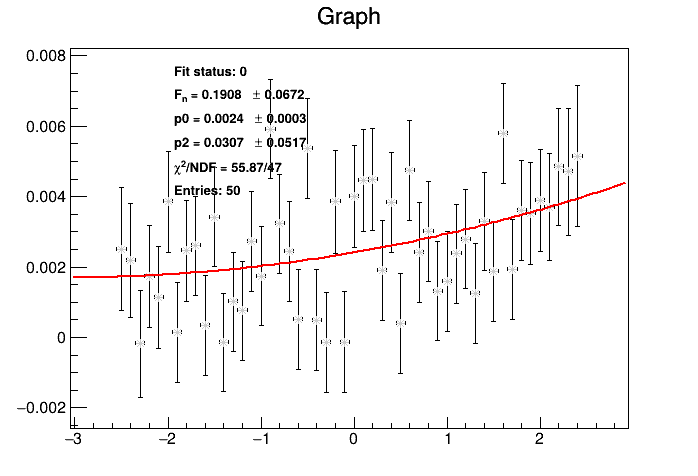 Graph
0.008
0.006
0.004
0.002
0
−0.002
Fit status: 0
Fn = 0.1908 ± 0.0672
p0 = 0.0024 ± 0.0003
p2 = 0.0307 ± 0.0517
χ²/NDF = 55.87/47
Entries: 50
−3 −2 −1 0 1 2